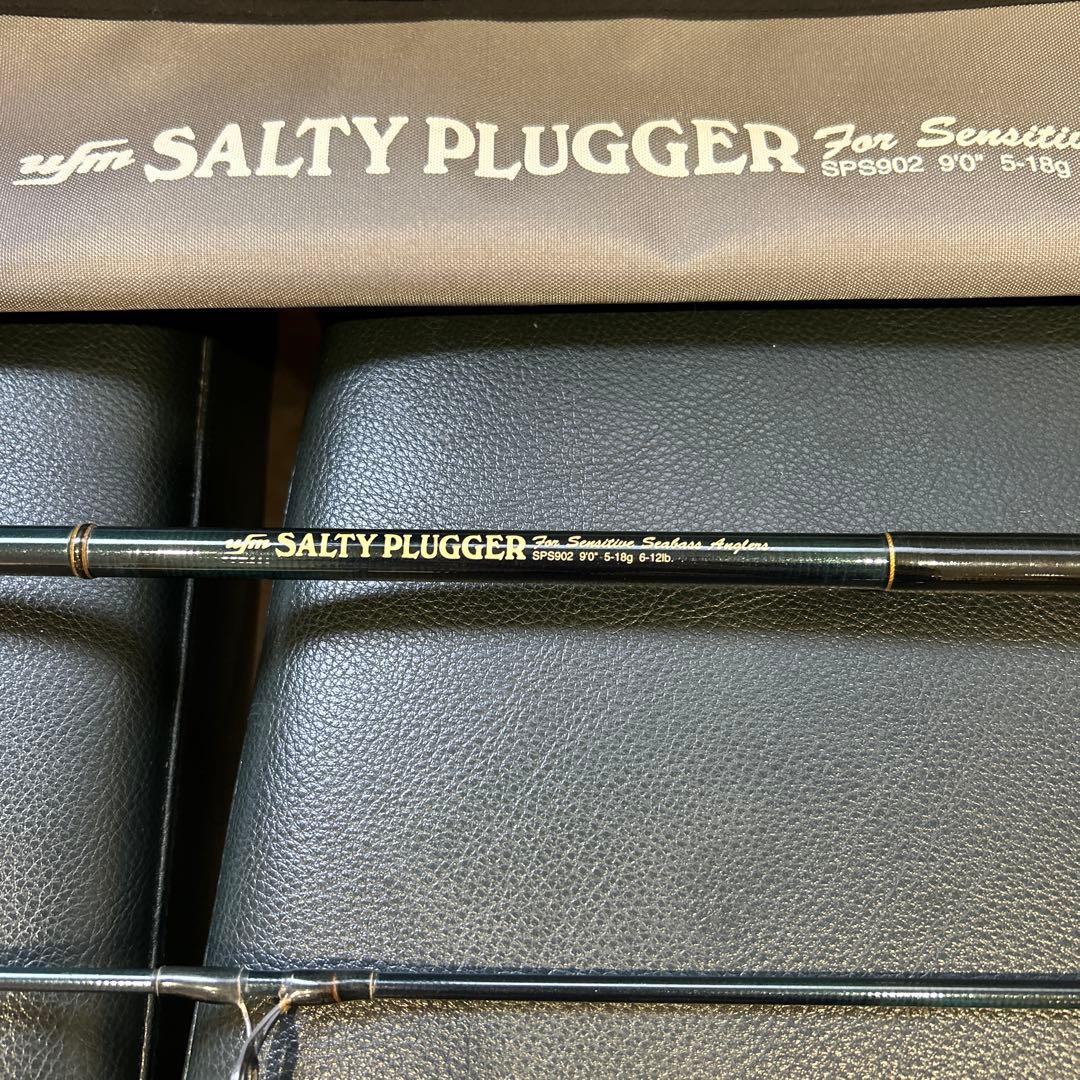 ufm SALTY PLUGGER For Sensitive
SPS902 9'0" 5-18g
ufm SALTY PLUGGER For Sensitive Seabass Anglers
SPS902 9'0" 5-18g 6-12lb.